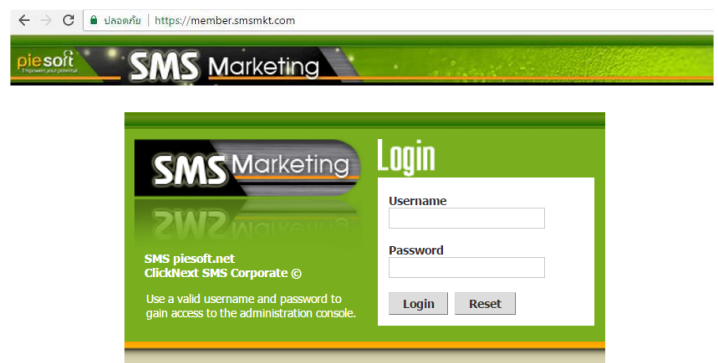 ปลอดภัย | https://member.smsmkt.com
piesoft
SMS Marketing
SMS Marketing
Login
Username
Password
SMS piesoft.net
ClickNext SMS Corporate ©
Use a valid username and password to
gain access to the administration console.
Login Reset